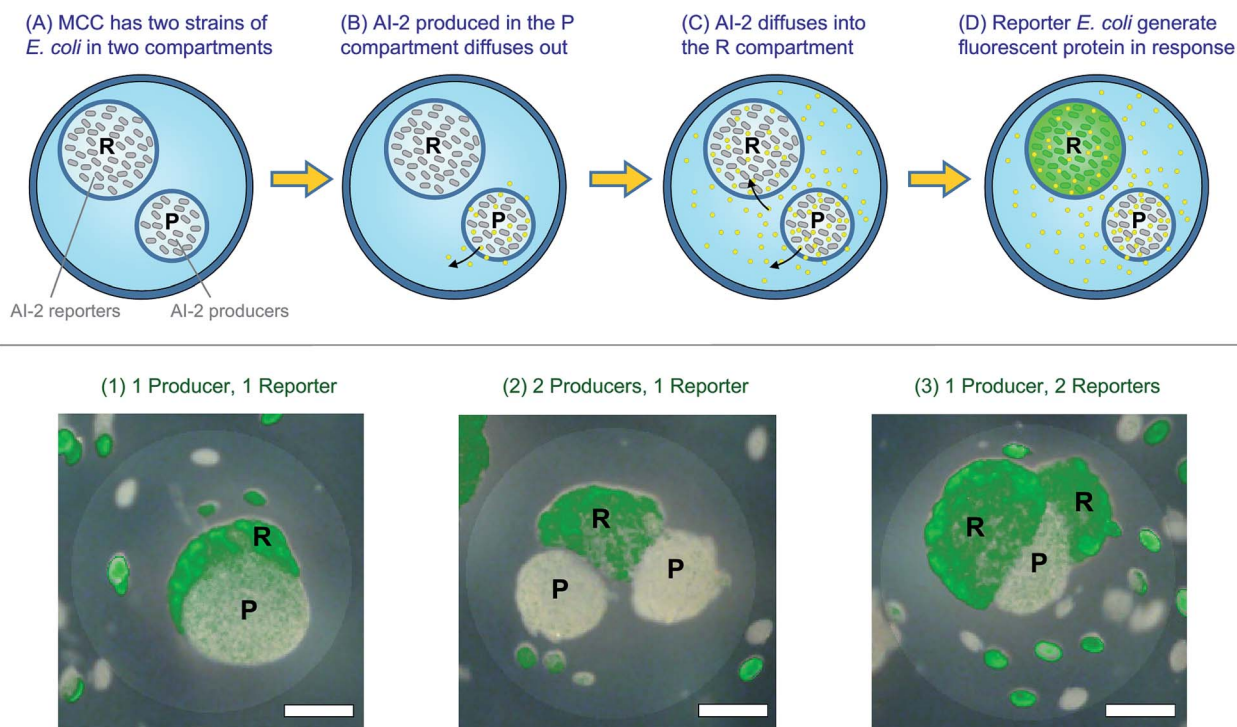 (A) MCC has two strains of
E. coli in two compartments
(B) AI-2 produced in the P
compartment diffuses out
(C) AI-2 diffuses into
the R compartment
(D) Reporter E. coli generate
fluorescent protein in response
R
P
AI-2 reporters
AI-2 producers
R
P
R
P
R
P
(1) 1 Producer, 1 Reporter
R
P
(2) 2 Producers, 1 Reporter
R
P
P
(3) 1 Producer, 2 Reporters
R
R
P